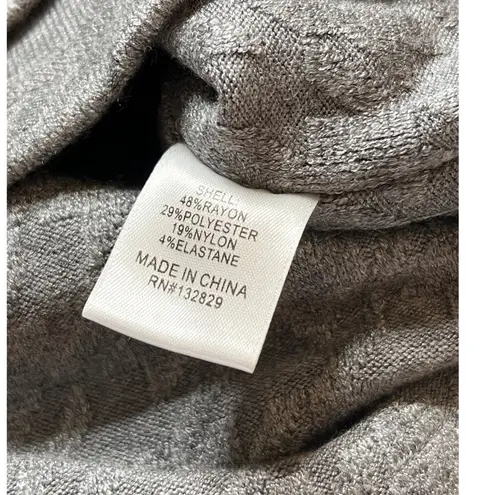 SHELL:
48%RAYON
29%POLYESTER
19%NYLON
4%ELASTANE
MADE IN CHINA
RN#132829